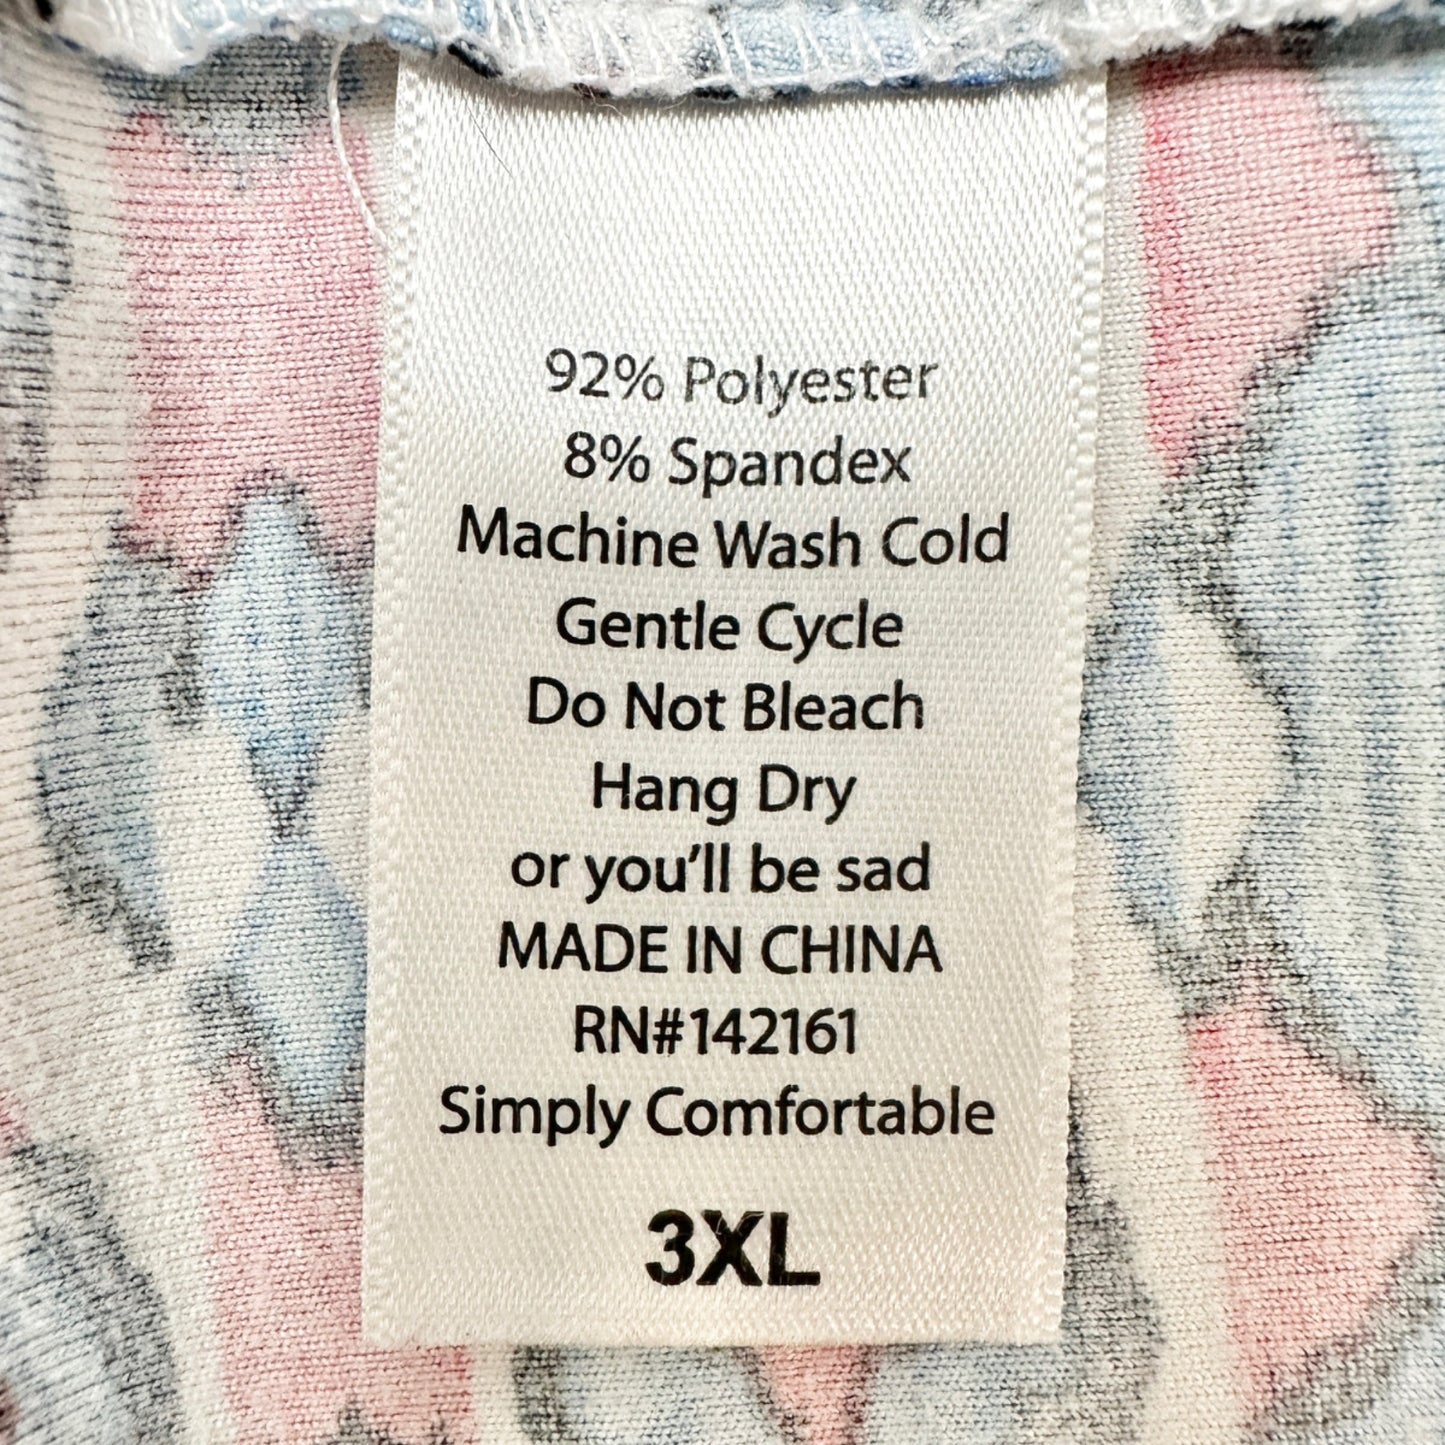 92% Polyester
8% Spandex
Machine Wash Cold
Gentle Cycle
Do Not Bleach
Hang Dry
or you’ll be sad
MADE IN CHINA
RN#142161
Simply Comfortable
3XL